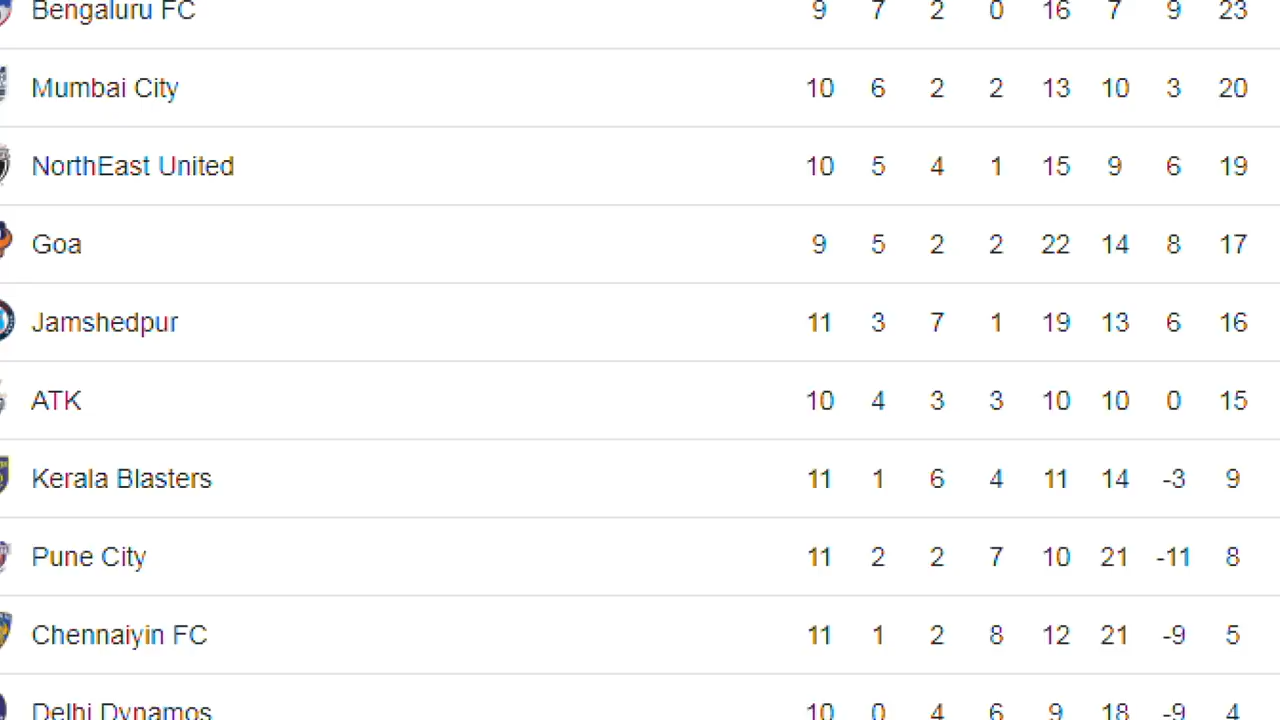 Bengaluru FC 9 7 2 0 16 7 9 23
Mumbai City 10 6 2 2 13 10 3 20
NorthEast United 10 5 4 1 15 9 6 19
Goa 9 5 2 2 22 14 8 17
Jamshedpur 11 3 7 1 19 13 6 16
ATK 10 4 3 3 10 10 0 15
Kerala Blasters 11 1 6 4 11 14 -3 9
Pune City 11 2 2 7 10 21 -11 8
Chennaiyin FC 11 1 2 8 12 21 -9 5
Delhi Dynamos 10 0 4 6 9 18 -9 4